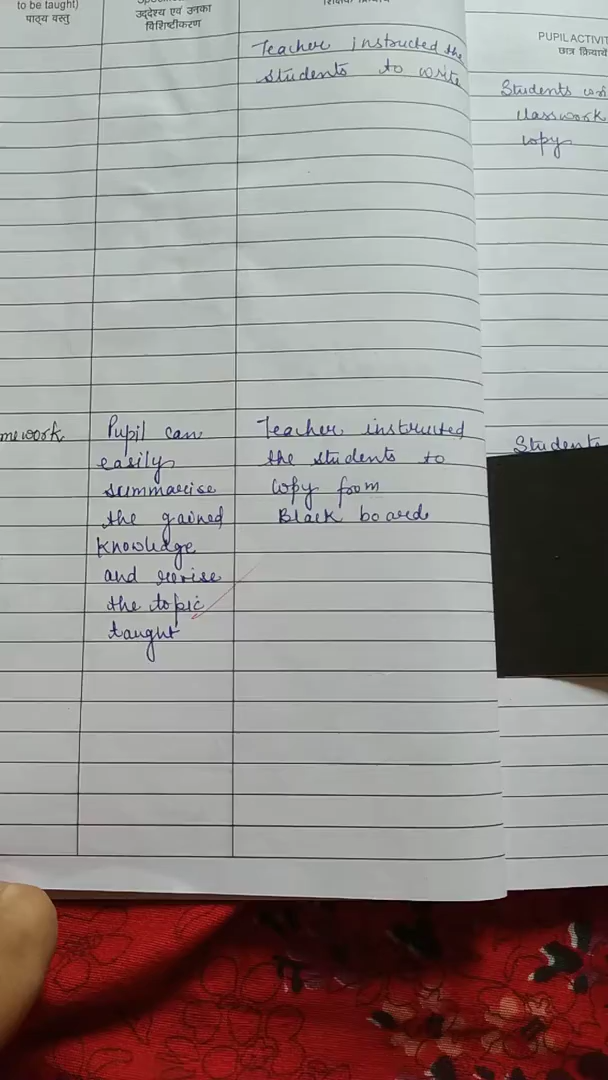 to be taught)
पाठ्य वस्तु
उद्देश्य एवं उनका
विशिष्टीकरण
Teacher instructed the
students to write
PUPIL ACTIVIT
छात्र क्रियायें
Students
classwork
copy
mework
Pupil can
easily
summarise
the gained
knowledge
and revise
the topic
taught
Teacher instructed
the students to
copy from
Black board
Students